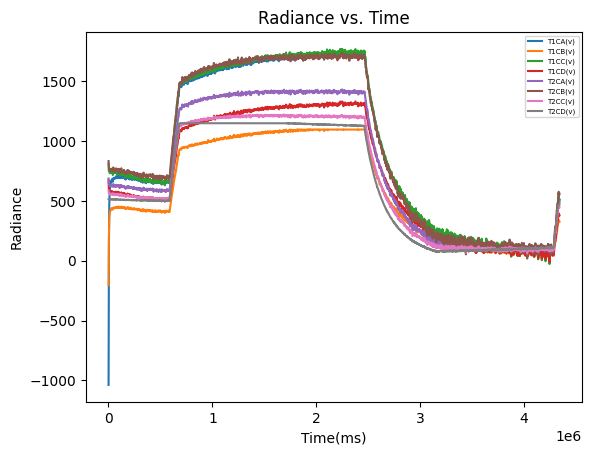 Radiance vs. Time
T1CA(v)
T1CB(v)
T1CC(v)
T1CD(v)
T2CA(v)
T2CB(v)
T2CC(v)
T2CD(v)
1500
1000
500
0
−500
−1000
Radiance
0 1 2 3 4
1e6
Time(ms)